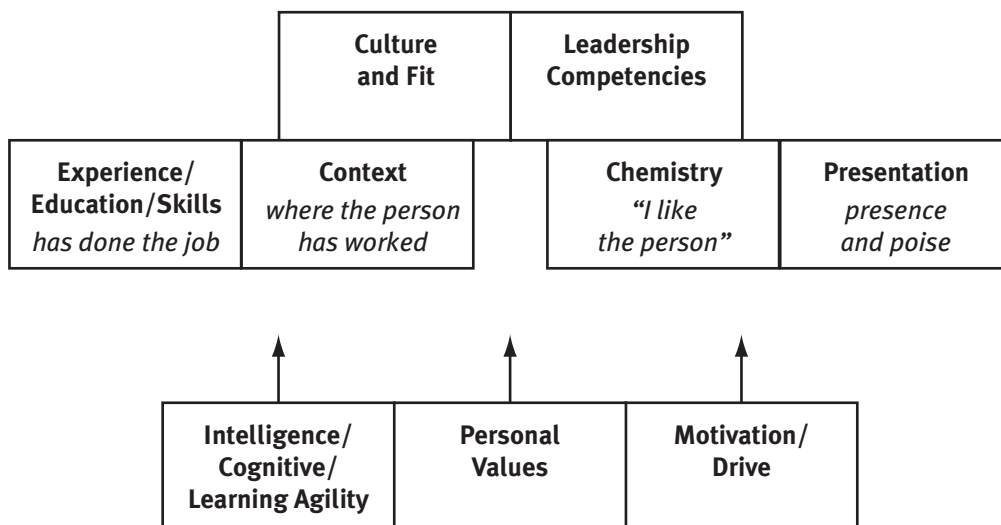 Culture
and Fit
Leadership
Competencies
Experience/
Education/Skills
has done the job
Context
where the person
has worked
Chemistry
“I like
the person”
Presentation
presence
and poise
Intelligence/
Cognitive/
Learning Agility
Personal
Values
Motivation/
Drive